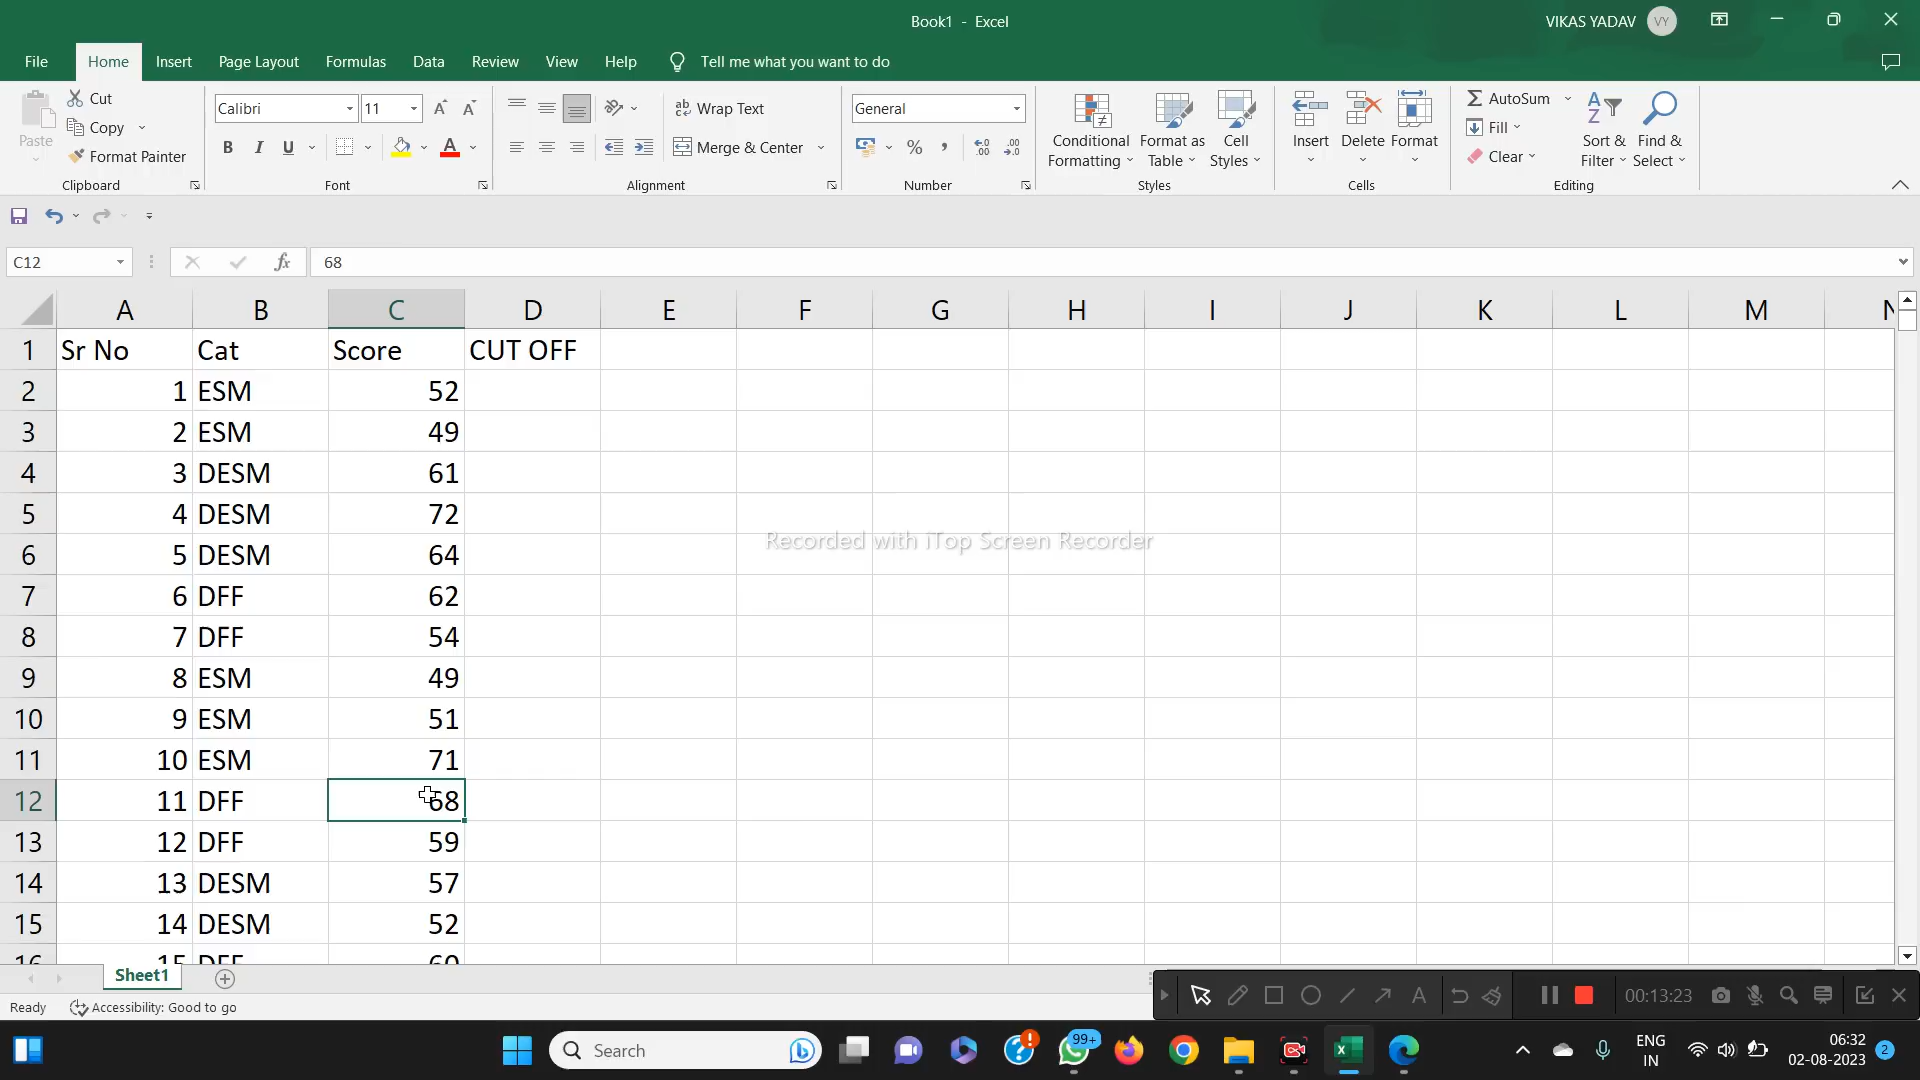 Book1 - Excel
VIKAS YADAV VY
File Home Insert Page Layout Formulas Data Review View Help Tell me what you want to do
Paste
Cut
Copy
Format Painter
Clipboard
Calibri 11
B I U
Font
Wrap Text
Merge & Center
Alignment
General
Number
Conditional Formatting
Format as Table
Cell Styles
Styles
Insert Delete Format
Cells
AutoSum
Fill
Clear
Sort & Filter
Find & Select
Editing
C12 fx 68
A B C D E F G H I J K L M N
1 Sr No Cat Score CUT OFF
2 1 ESM 52
3 2 ESM 49
4 3 DESM 61
5 4 DESM 72
Recorded with iTop Screen Recorder
6 5 DESM 64
7 6 DFF 62
8 7 DFF 54
9 8 ESM 49
10 9 ESM 51
11 10 ESM 71
12 11 DFF 68
13 12 DFF 59
14 13 DESM 57
15 14 DESM 52
16 15 DFF 60
Sheet1
00:13:23
Ready Accessibility: Good to go
Search
99+
ENG
IN
06:32
02-08-2023
2